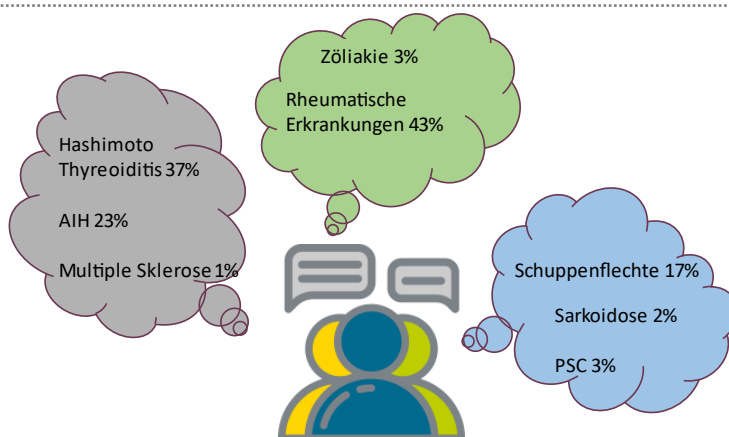 Zöliakie 3%
Rheumatische
Erkrankungen 43%
Hashimoto
Thyreoiditis 37%
AIH 23%
Multiple Sklerose 1%
Schuppenflechte 17%
Sarkoidose 2%
PSC 3%